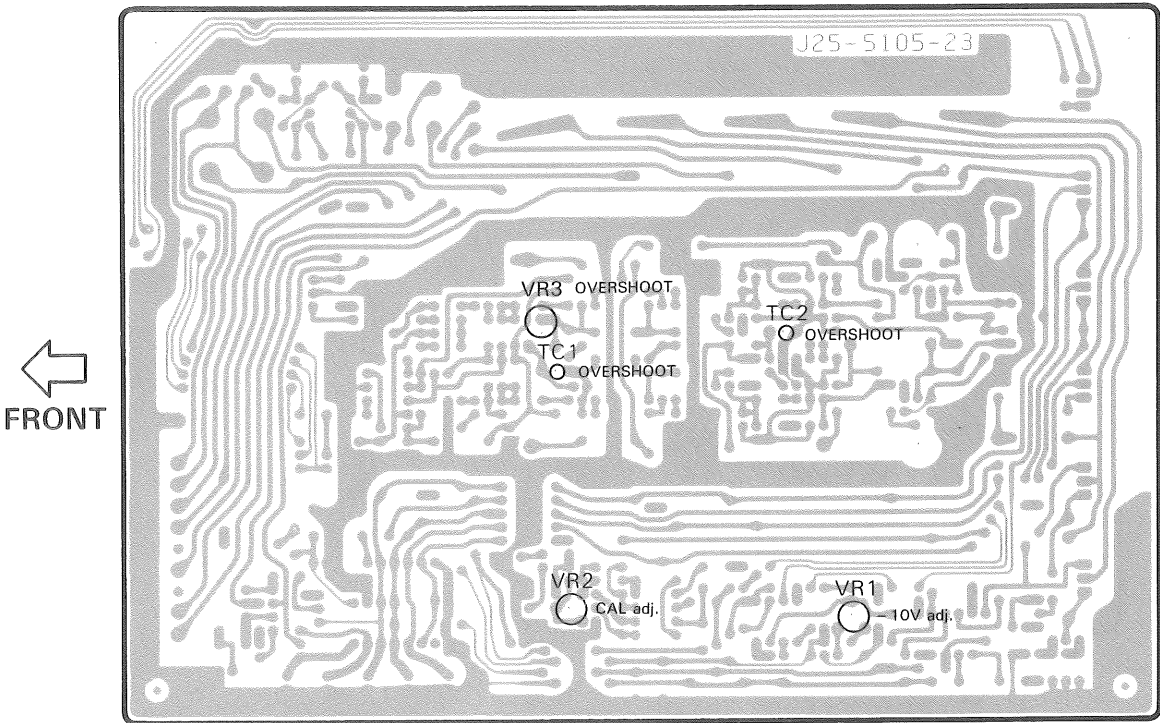 J25-5105-23
VR3 OVERSHOOT
TC2
OVERSHOOT
TC1
OVERSHOOT
FRONT
VR2
CAL adj.
VR1
– 10V adj.